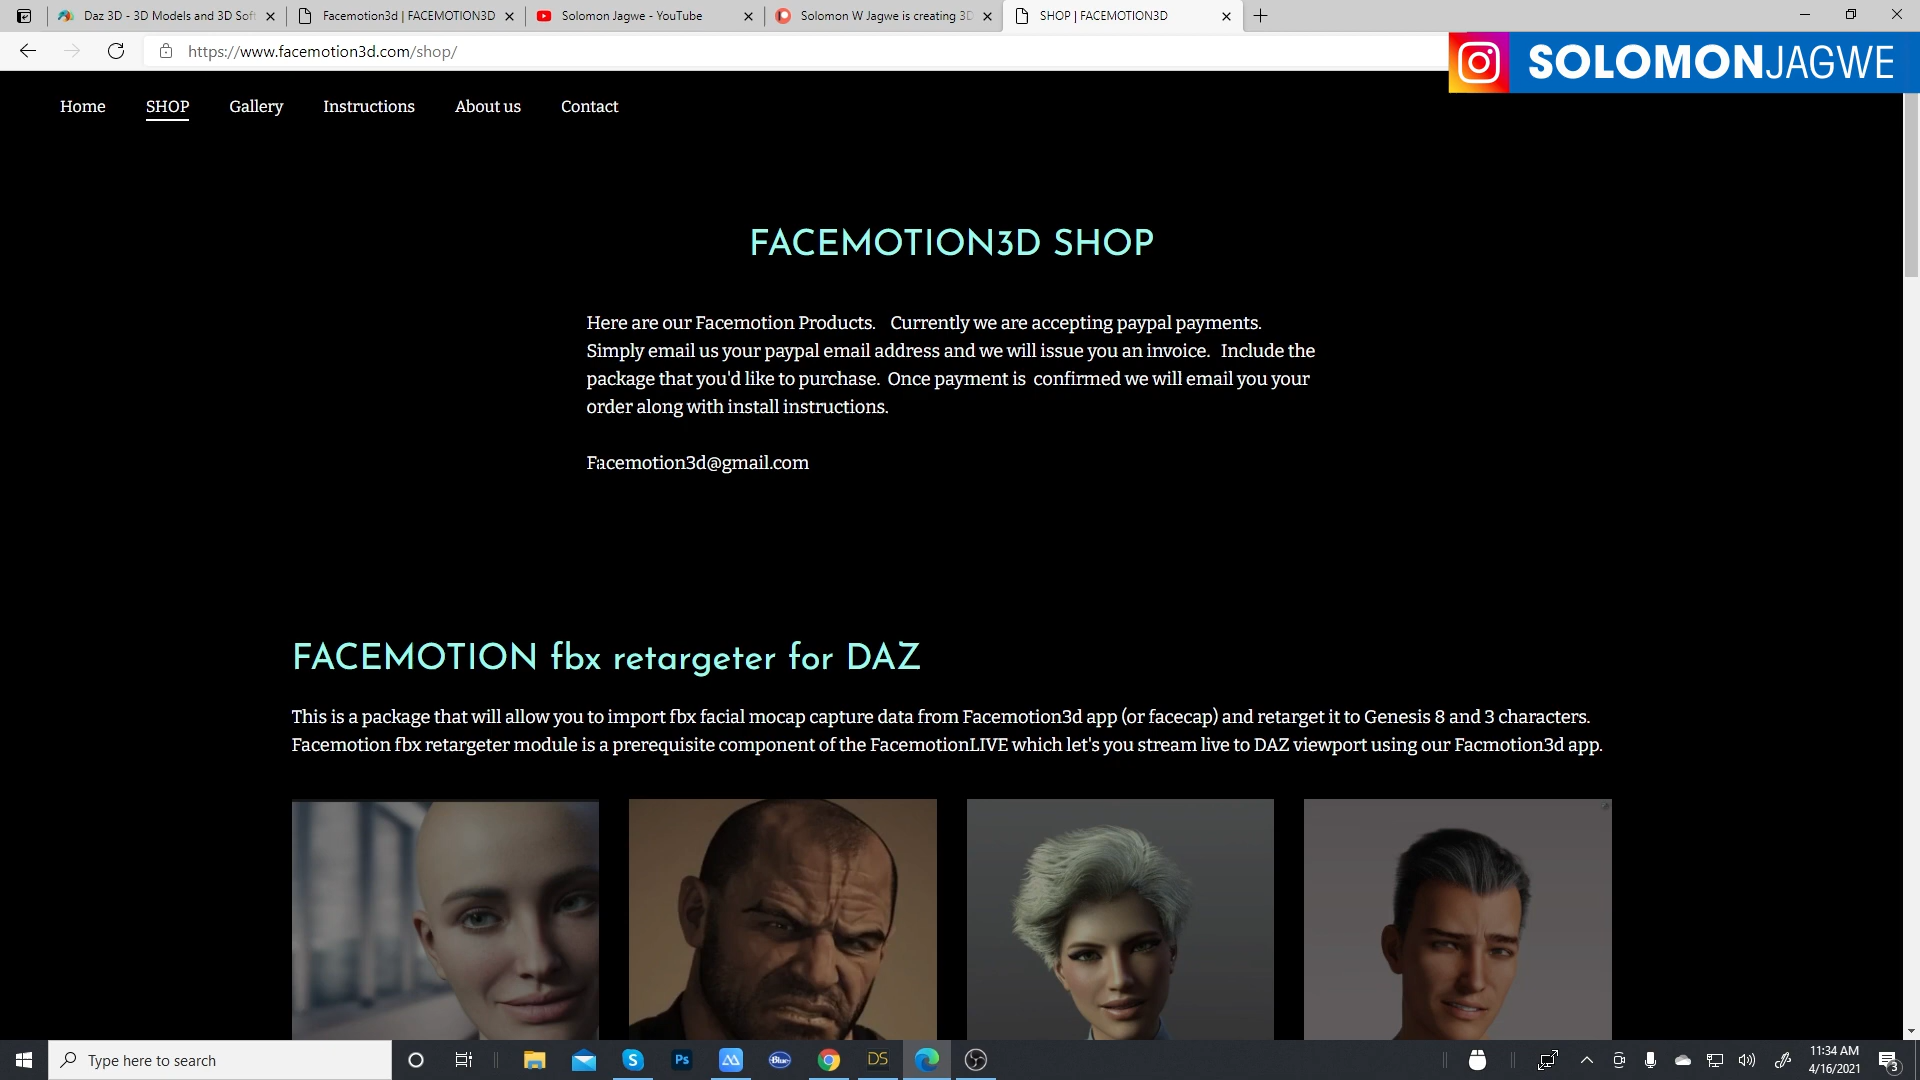 Daz 3D - 3D Models and 3D Sof
Facemotion3d | FACEMOTION3D
Solomon Jagwe - YouTube
Solomon W Jagwe is creating 3D
SHOP | FACEMOTION3D
https://www.facemotion3d.com/shop/
SOLOMONJAGWE
Home
SHOP
Gallery
Instructions
About us
Contact
FACEMOTION3D SHOP
Here are our Facemotion Products. Currently we are accepting paypal payments.
Simply email us your paypal email address and we will issue you an invoice. Include the
package that you'd like to purchase. Once payment is confirmed we will email you your
order along with install instructions.
Facemotion3d@gmail.com
FACEMOTION fbx retargeter for DAZ
This is a package that will allow you to import fbx facial mocap capture data from Facemotion3d app (or facecap) and retarget it to Genesis 8 and 3 characters.
Facemotion fbx retargeter module is a prerequisite component of the FacemotionLIVE which let's you stream live to DAZ viewport using our Facmotion3d app.
Type here to search
S
Ps
Blue
DS
11:34 AM
4/16/2021
3